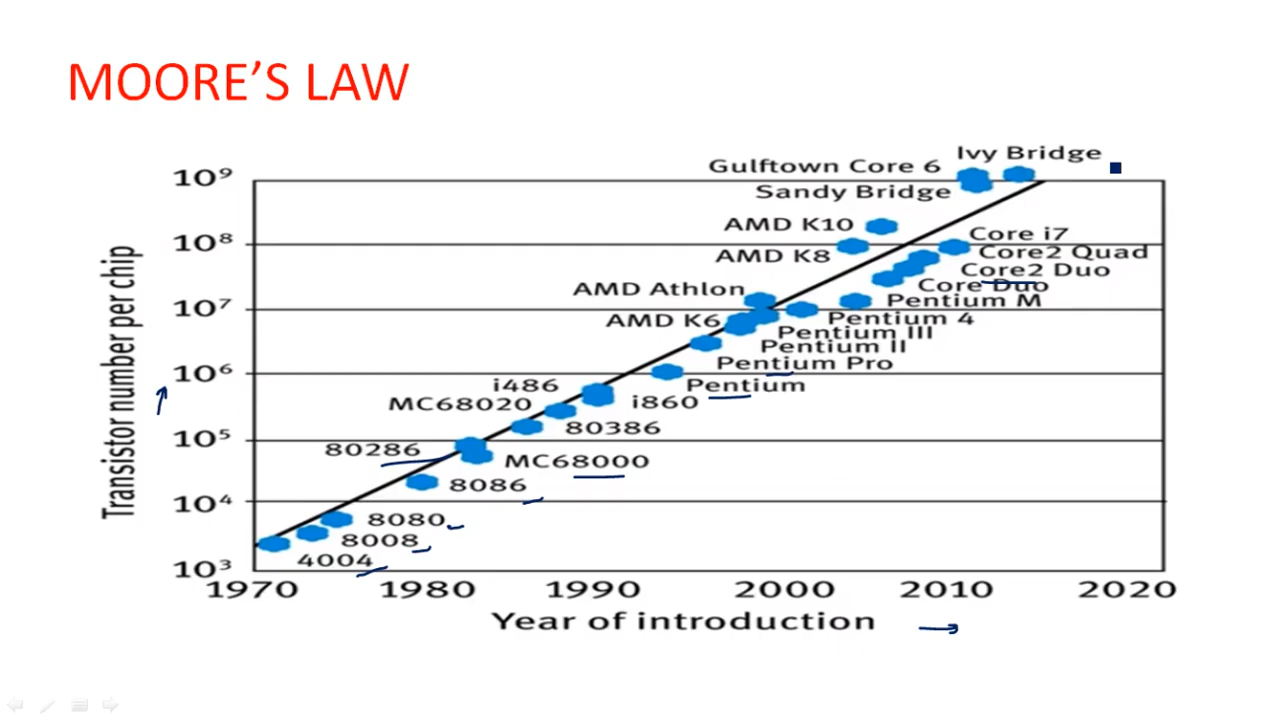 MOORE’S LAW
Transistor number per chip
10⁹
10⁸
10⁷
10⁶
10⁵
10⁴
10³
Ivy Bridge
Gulftown Core 6
Sandy Bridge
AMD K10
Core i7
AMD K8
Core2 Quad
Core2 Duo
Core Duo
AMD Athlon
Pentium M
AMD K6
Pentium 4
Pentium III
Pentium II
Pentium Pro
i486
Pentium
MC68020
i860
80386
80286
MC68000
8086
8080
8008
4004
1970 1980 1990 2000 2010 2020
Year of introduction